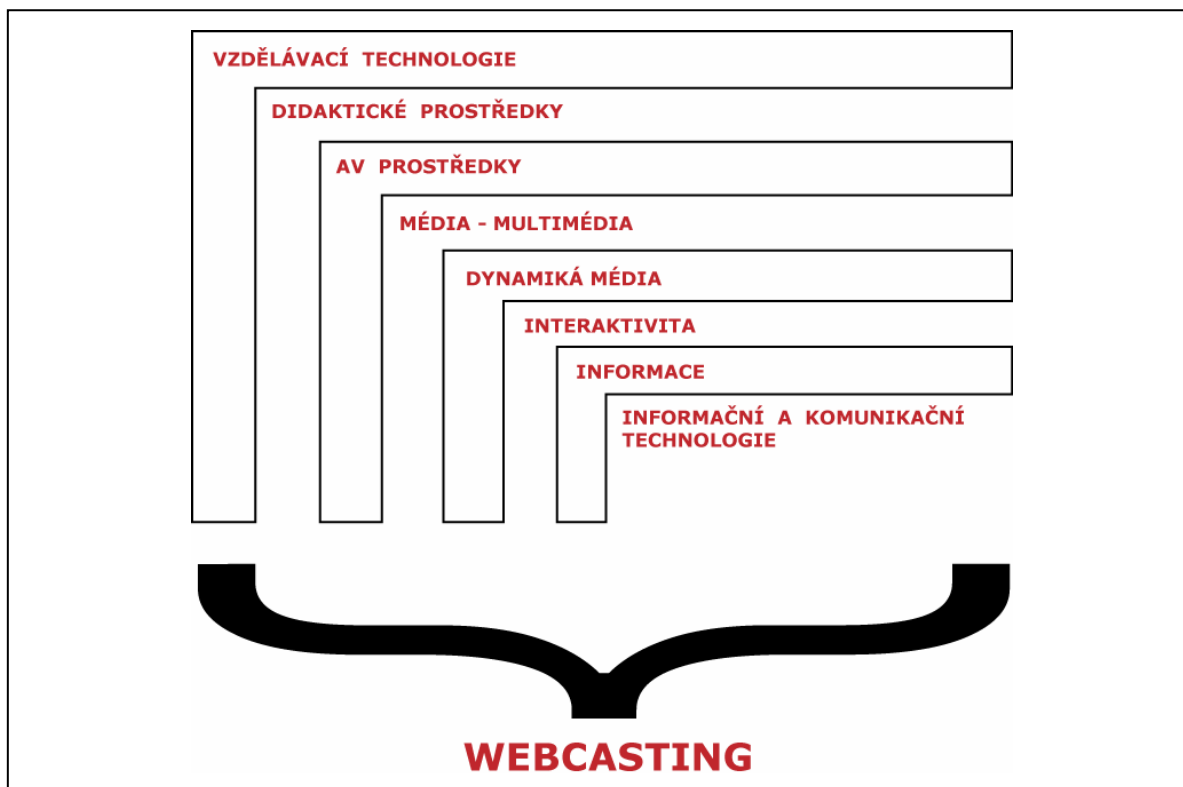 VZDĚLÁVACÍ TECHNOLOGIE
DIDAKTICKÉ PROSTŘEDKY
AV PROSTŘEDKY
MÉDIA - MULTIMÉDIA
DYNAMIKÁ MÉDIA
INTERAKTIVITA
INFORMACE
INFORMAČNÍ A KOMUNIKAČNÍ
TECHNOLOGIE
WEBCASTING